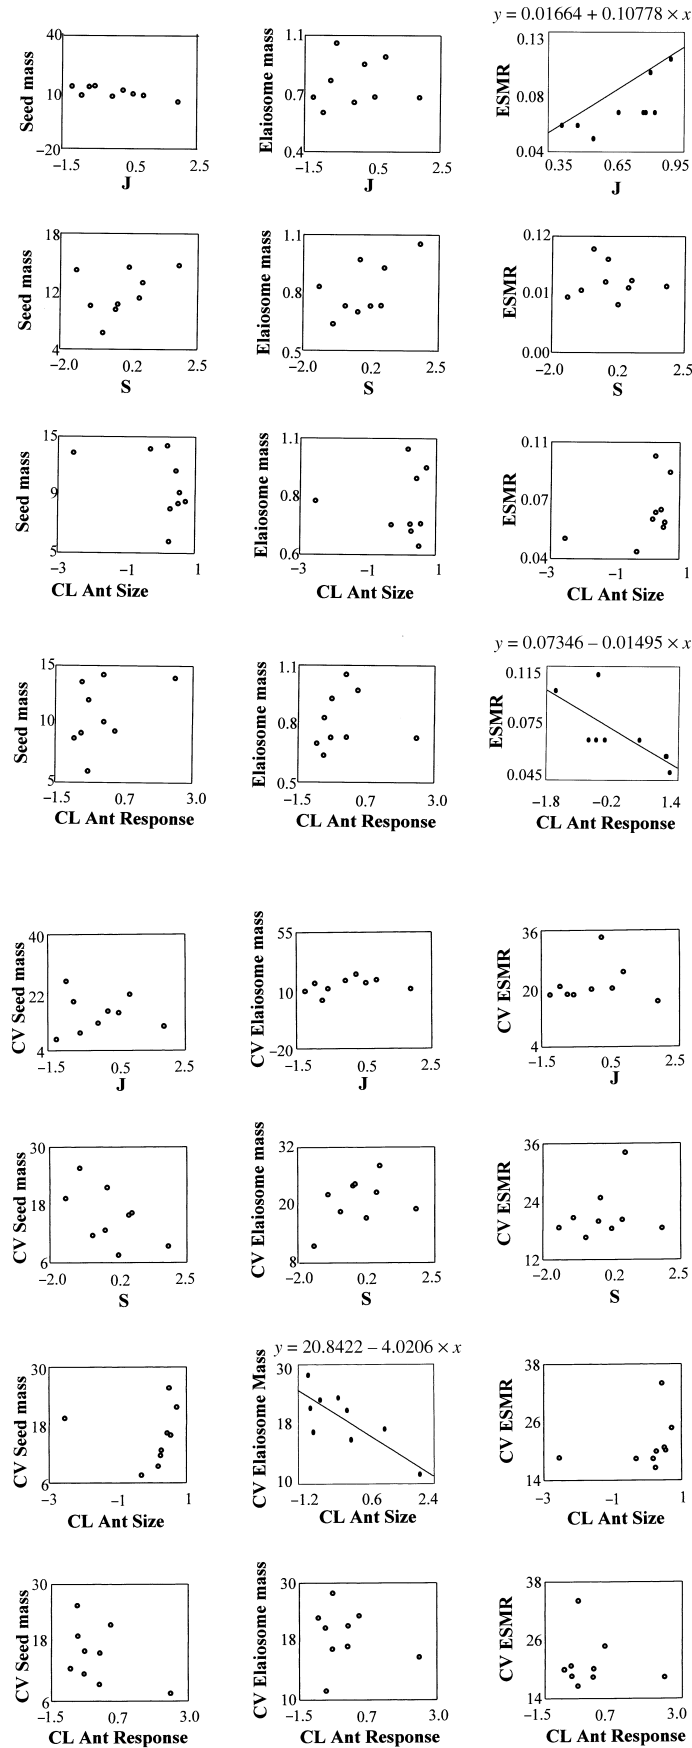 y = 0.01664 + 0.10778 × x
Seed mass
40
10
−20
−1.5 0.5 2.5
J
Elaiosome mass
1.1
0.7
0.4
−1.5 0.5 2.5
J
ESMR
0.13
0.08
0.04
0.35 0.65 0.95
J
Seed mass
18
12
4
−2.0 0.2 2.5
S
Elaiosome mass
1.1
0.8
0.5
−2.0 0.2 2.5
S
ESMR
0.12
0.01
0.00
−2.0 0.2 2.5
S
Seed mass
15
9
5
−3 −1 1
CL Ant Size
Elaiosome mass
1.1
0.8
0.6
−3 −1 1
CL Ant Size
ESMR
0.11
0.07
0.04
−3 −1 1
CL Ant Size
Seed mass
15
10
5
−1.5 0.7 3.0
CL Ant Response
Elaiosome mass
1.1
0.8
0.5
−1.5 0.7 3.0
CL Ant Response
y = 0.07346 − 0.01495 × x
ESMR
0.115
0.075
0.045
−1.8 −0.2 1.4
CL Ant Response
CV Seed mass
40
22
4
−1.5 0.5 2.5
J
CV Elaiosome mass
55
10
−20
−1.5 0.5 2.5
J
CV ESMR
36
20
4
−1.5 0.5 2.5
J
CV Seed mass
30
18
6
−2.0 0.2 2.5
S
CV Elaiosome mass
32
20
8
−2.0 0.2 2.5
S
CV ESMR
36
24
12
−2.0 0.2 2.5
S
CV Seed mass
30
18
6
−3 −1 1
CL Ant Size
y = 20.8422 − 4.0206 × x
CV Elaiosome Mass
30
18
10
−1.2 0.6 2.4
CL Ant Size
CV ESMR
38
26
14
−3 −1 1
CL Ant Size
CV Seed mass
30
18
6
−1.5 0.7 3.0
CL Ant Response
CV Elaiosome mass
30
18
10
−1.5 0.7 3.0
CL Ant Response
CV ESMR
38
26
14
−1.5 0.7 3.0
CL Ant Response